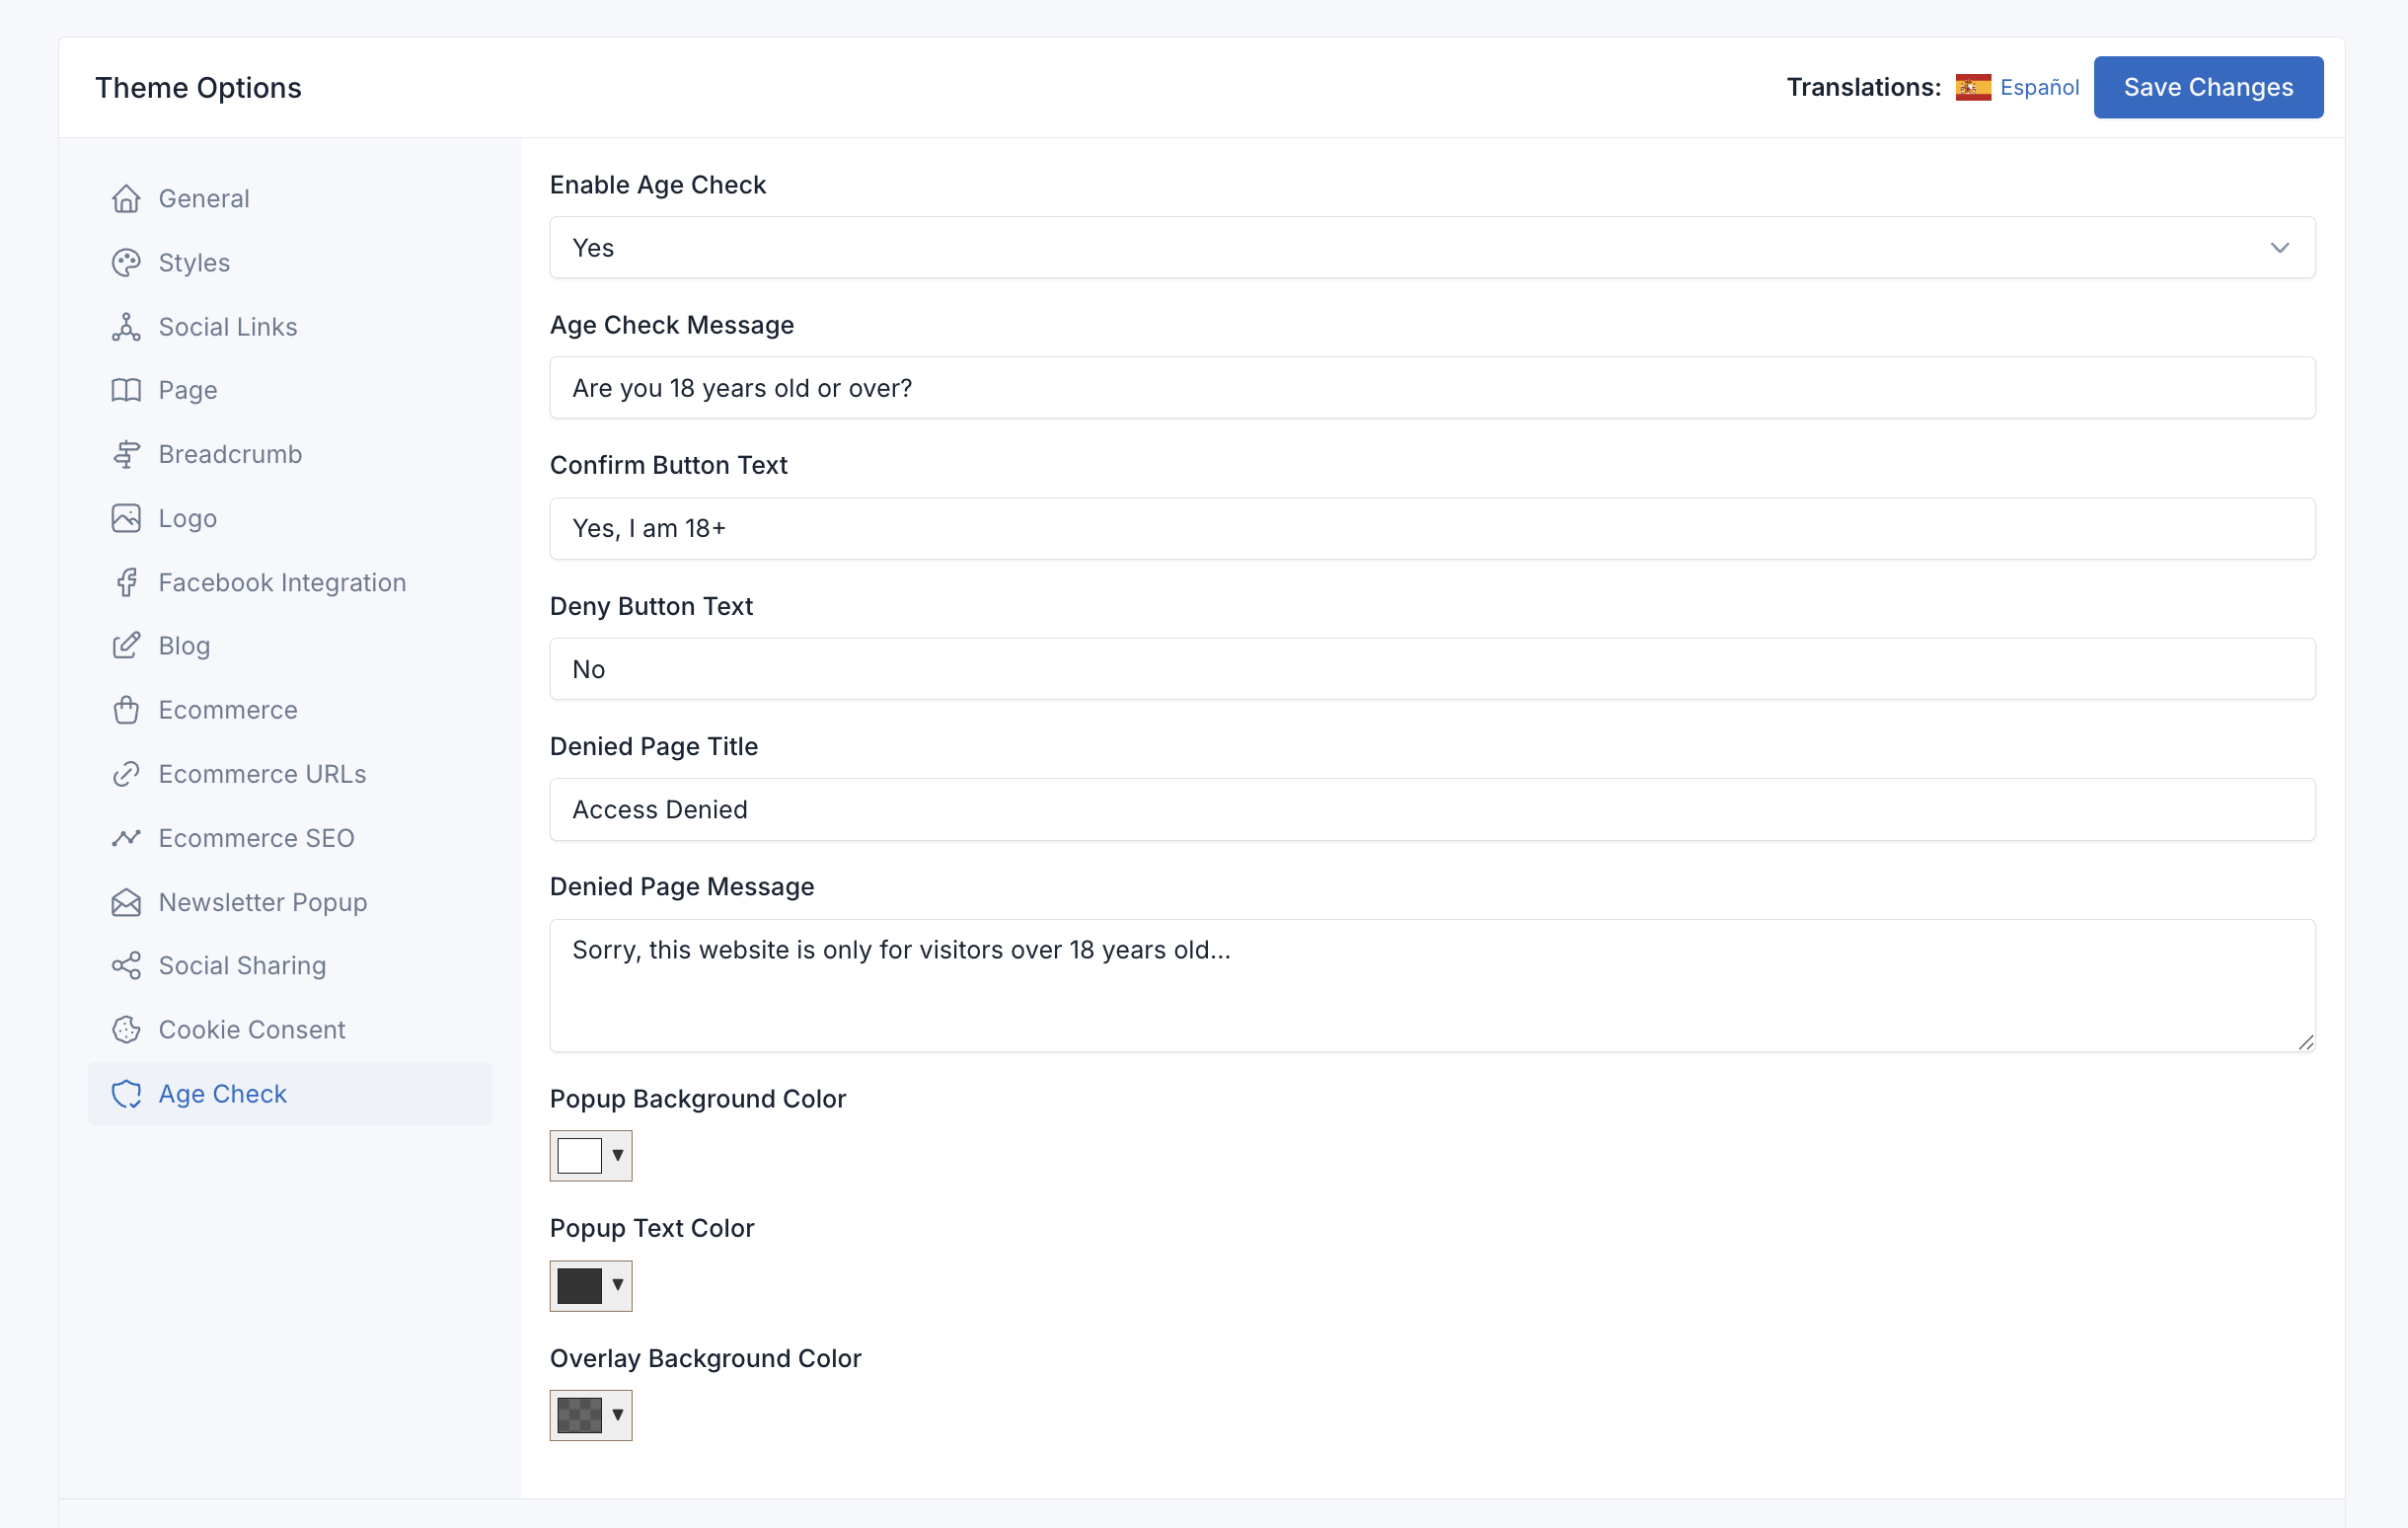 Theme Options
Translations: Español Save Changes
General
Styles
Social Links
Page
Breadcrumb
Logo
Facebook Integration
Blog
Ecommerce
Ecommerce URLs
Ecommerce SEO
Newsletter Popup
Social Sharing
Cookie Consent
Age Check
Enable Age Check
Yes
Age Check Message
Are you 18 years old or over?
Confirm Button Text
Yes, I am 18+
Deny Button Text
No
Denied Page Title
Access Denied
Denied Page Message
Sorry, this website is only for visitors over 18 years old...
Popup Background Color
Popup Text Color
Overlay Background Color